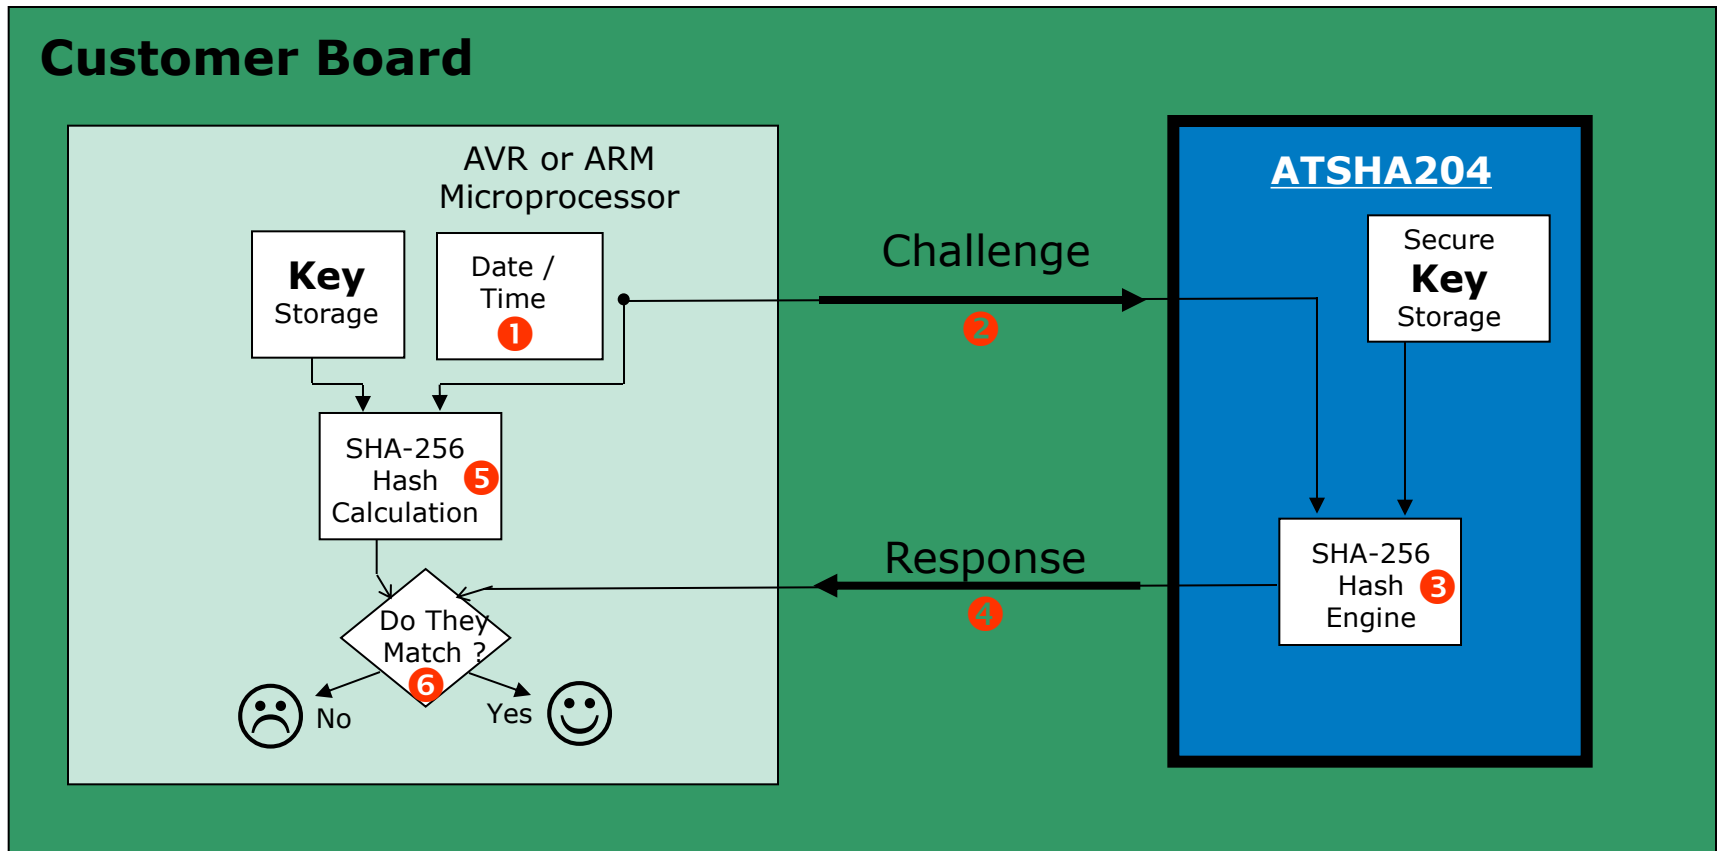 Customer Board
AVR or ARM
Microprocessor
Key
Storage
Date /
Time
1
SHA-256
Hash
Calculation
5
Do They
Match ?
6
No
Yes
Challenge
2
Response
4
ATSHA204
Secure
Key
Storage
SHA-256
Hash
Engine
3